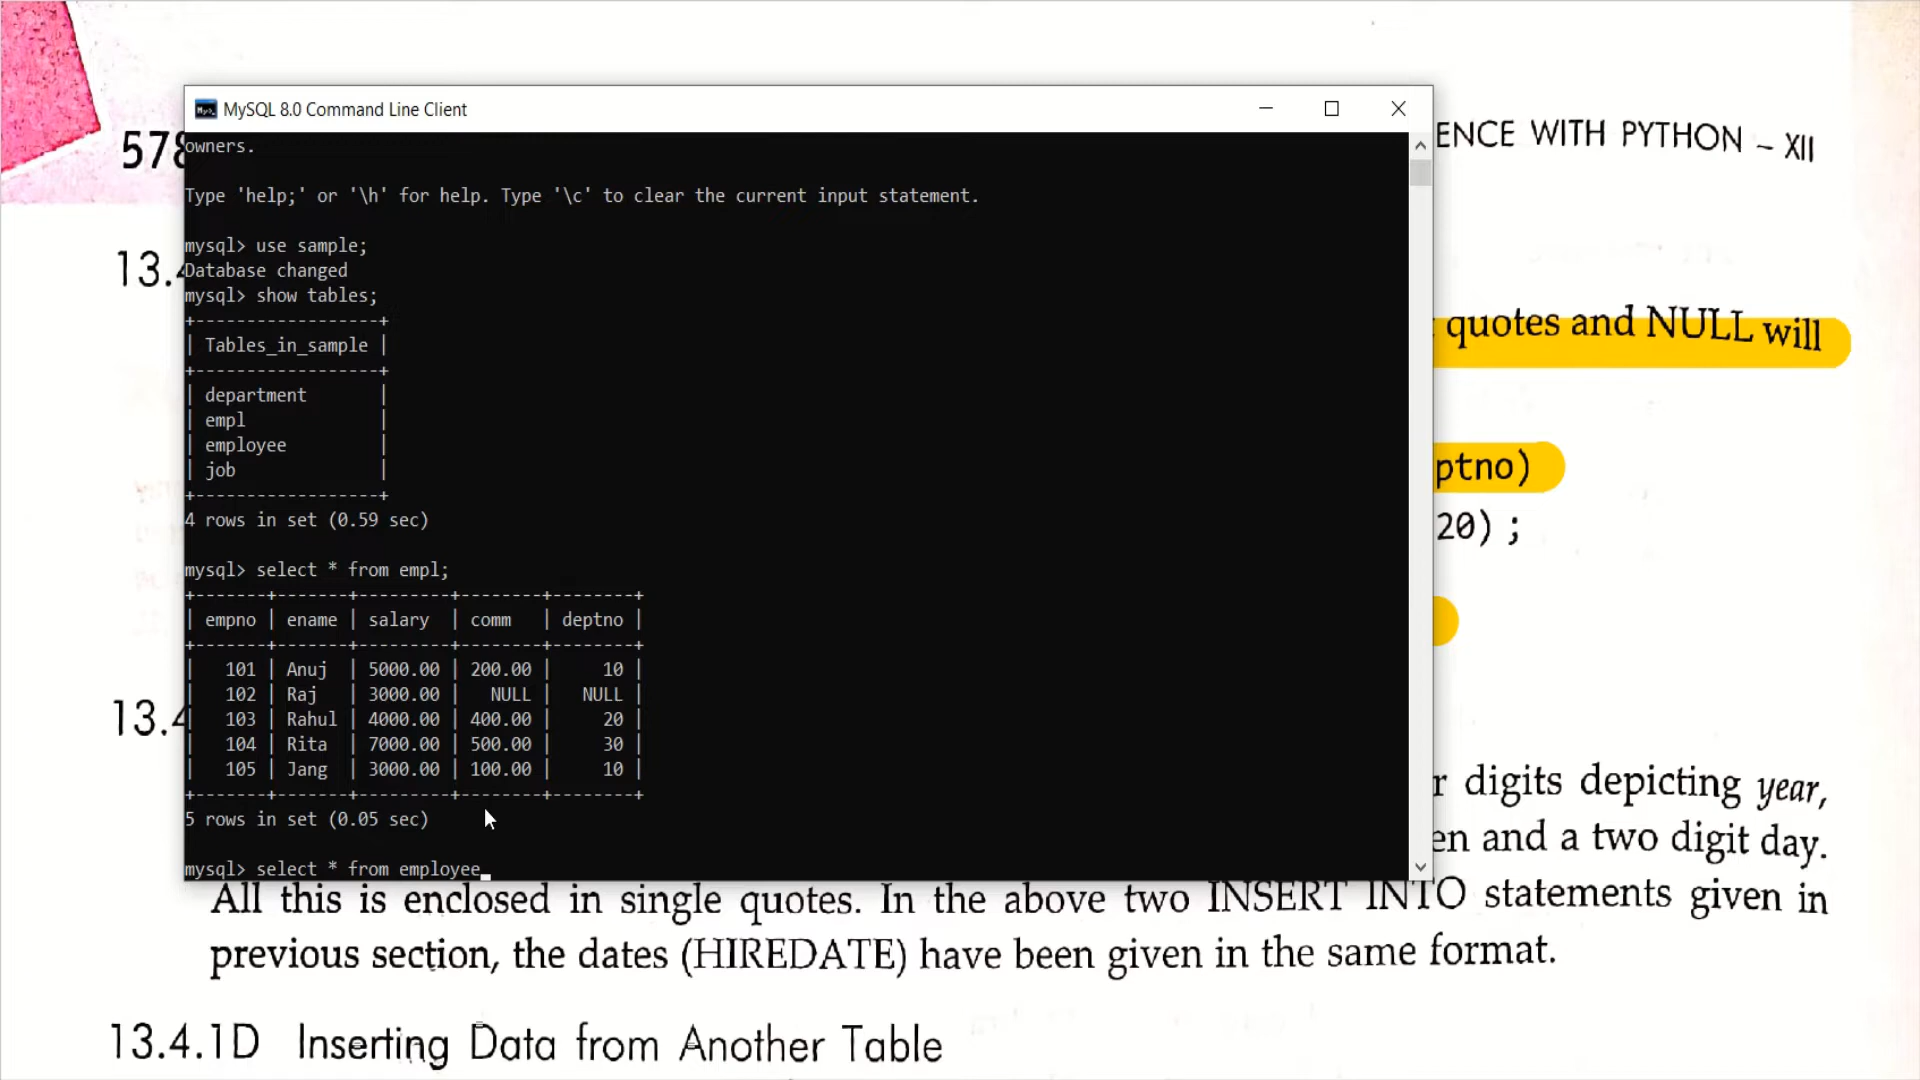 MySQL 8.0 Command Line Client
578
ENCE WITH PYTHON – XII
owners.
Type 'help;' or '\h' for help. Type '\c' to clear the current input statement.
mysql> use sample;
13.4
Database changed
mysql> show tables;
+------------------+
| Tables_in_sample |
quotes and NULL will
+------------------+
| department       |
| empl             |
| employee         |
| job              |
+------------------+
ptno)
4 rows in set (0.59 sec)
20) ;
mysql> select * from empl;
+-------+-------+---------+--------+--------+
| empno | ename | salary  | comm   | deptno |
+-------+-------+---------+--------+--------+
|   101 | Anuj  | 5000.00 | 200.00 |     10 |
|   102 | Raj   | 3000.00 |   NULL |   NULL |
|   103 | Rahul | 4000.00 | 400.00 |     20 |
|   104 | Rita  | 7000.00 | 500.00 |     30 |
|   105 | Jang  | 3000.00 | 100.00 |     10 |
+-------+-------+---------+--------+--------+
13.4
r digits depicting year,
5 rows in set (0.05 sec)
en and a two digit day.
mysql> select * from employee
All this is enclosed in single quotes. In the above two INSERT INTO statements given in
previous section, the dates (HIREDATE) have been given in the same format.
13.4.1D Inserting Data from Another Table